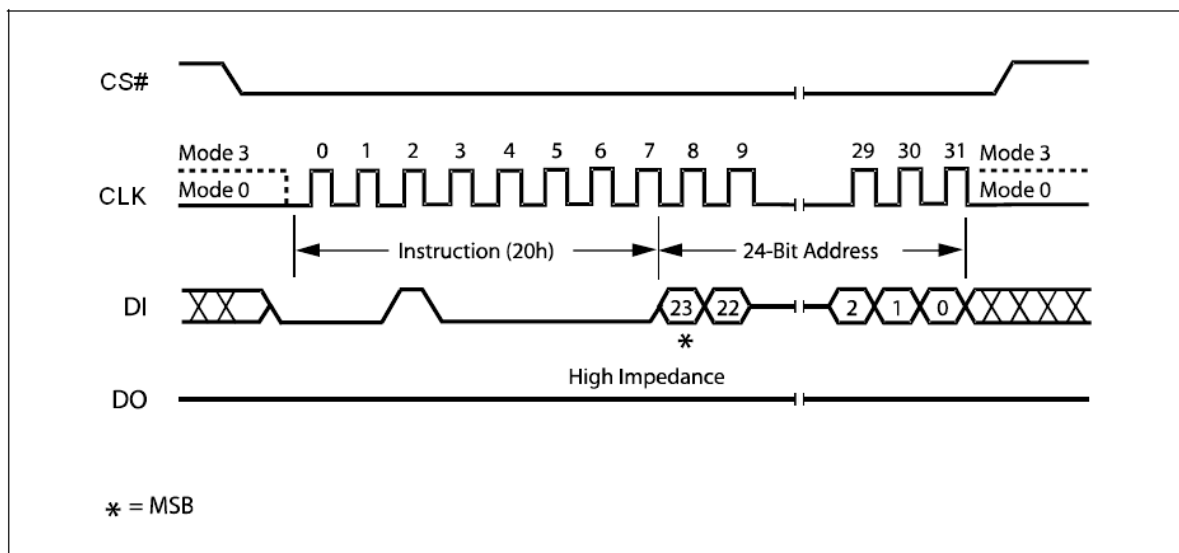 CS#
Mode 3
0 1 2 3 4 5 6 7 8 9 29 30 31
Mode 3
CLK
Mode 0
Mode 0
Instruction (20h)
24-Bit Address
DI
23 22 2 1 0
*
High Impedance
DO
* = MSB